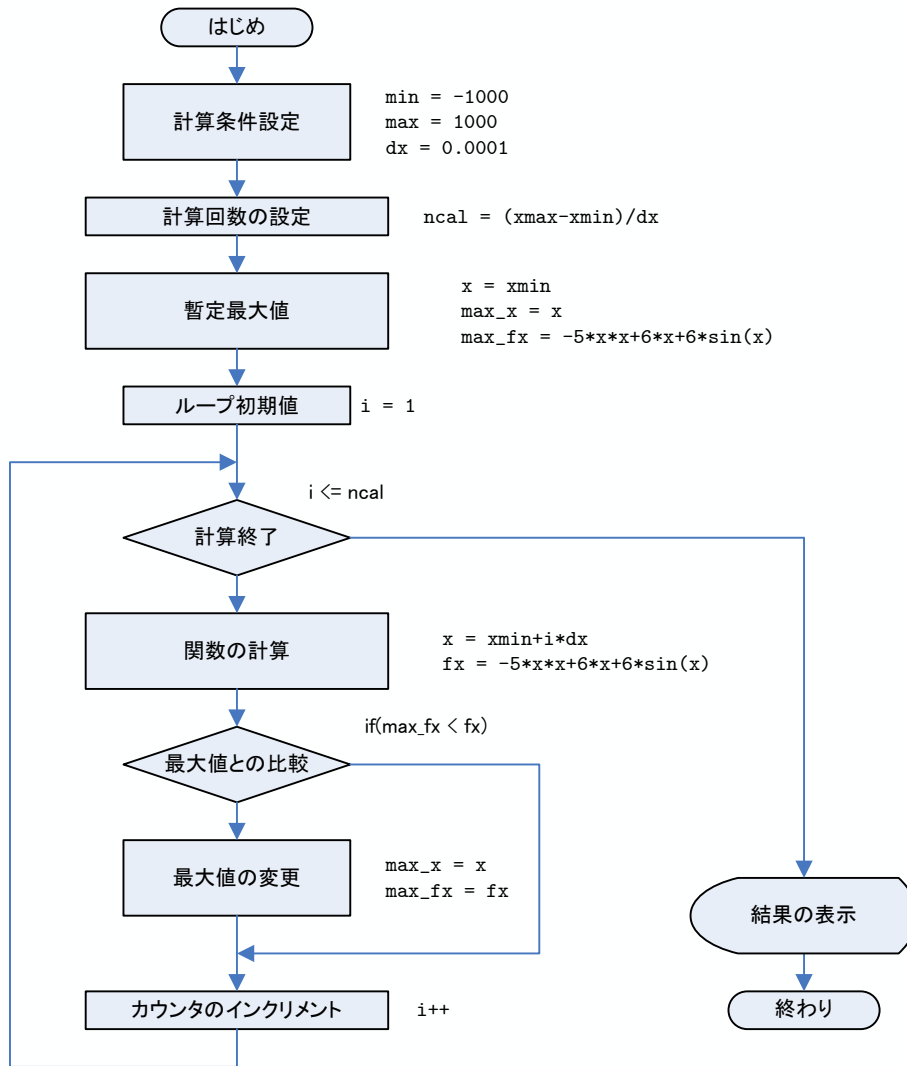 はじめ
計算条件設定
min = -1000
max = 1000
dx = 0.0001
計算回数の設定
ncal = (xmax-xmin)/dx
暫定最大値
x = xmin
max_x = x
max_fx = -5*x*x+6*x+6*sin(x)
ループ初期値
i = 1
i <= ncal
計算終了
関数の計算
x = xmin+i*dx
fx = -5*x*x+6*x+6*sin(x)
if(max_fx < fx)
最大値との比較
最大値の変更
max_x = x
max_fx = fx
結果の表示
カウンタのインクリメント
i++
終わり